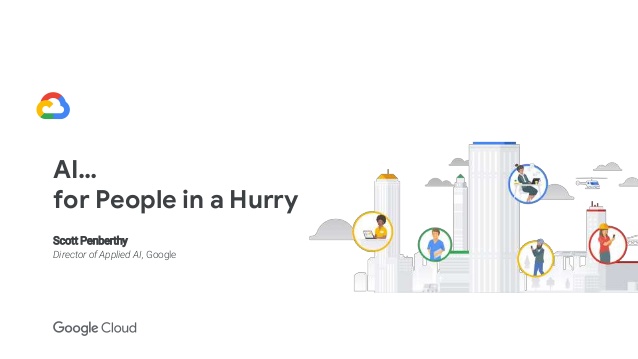 AI...
for People in a Hurry
Scott Penberthy
Director of Applied AI, Google
Google Cloud